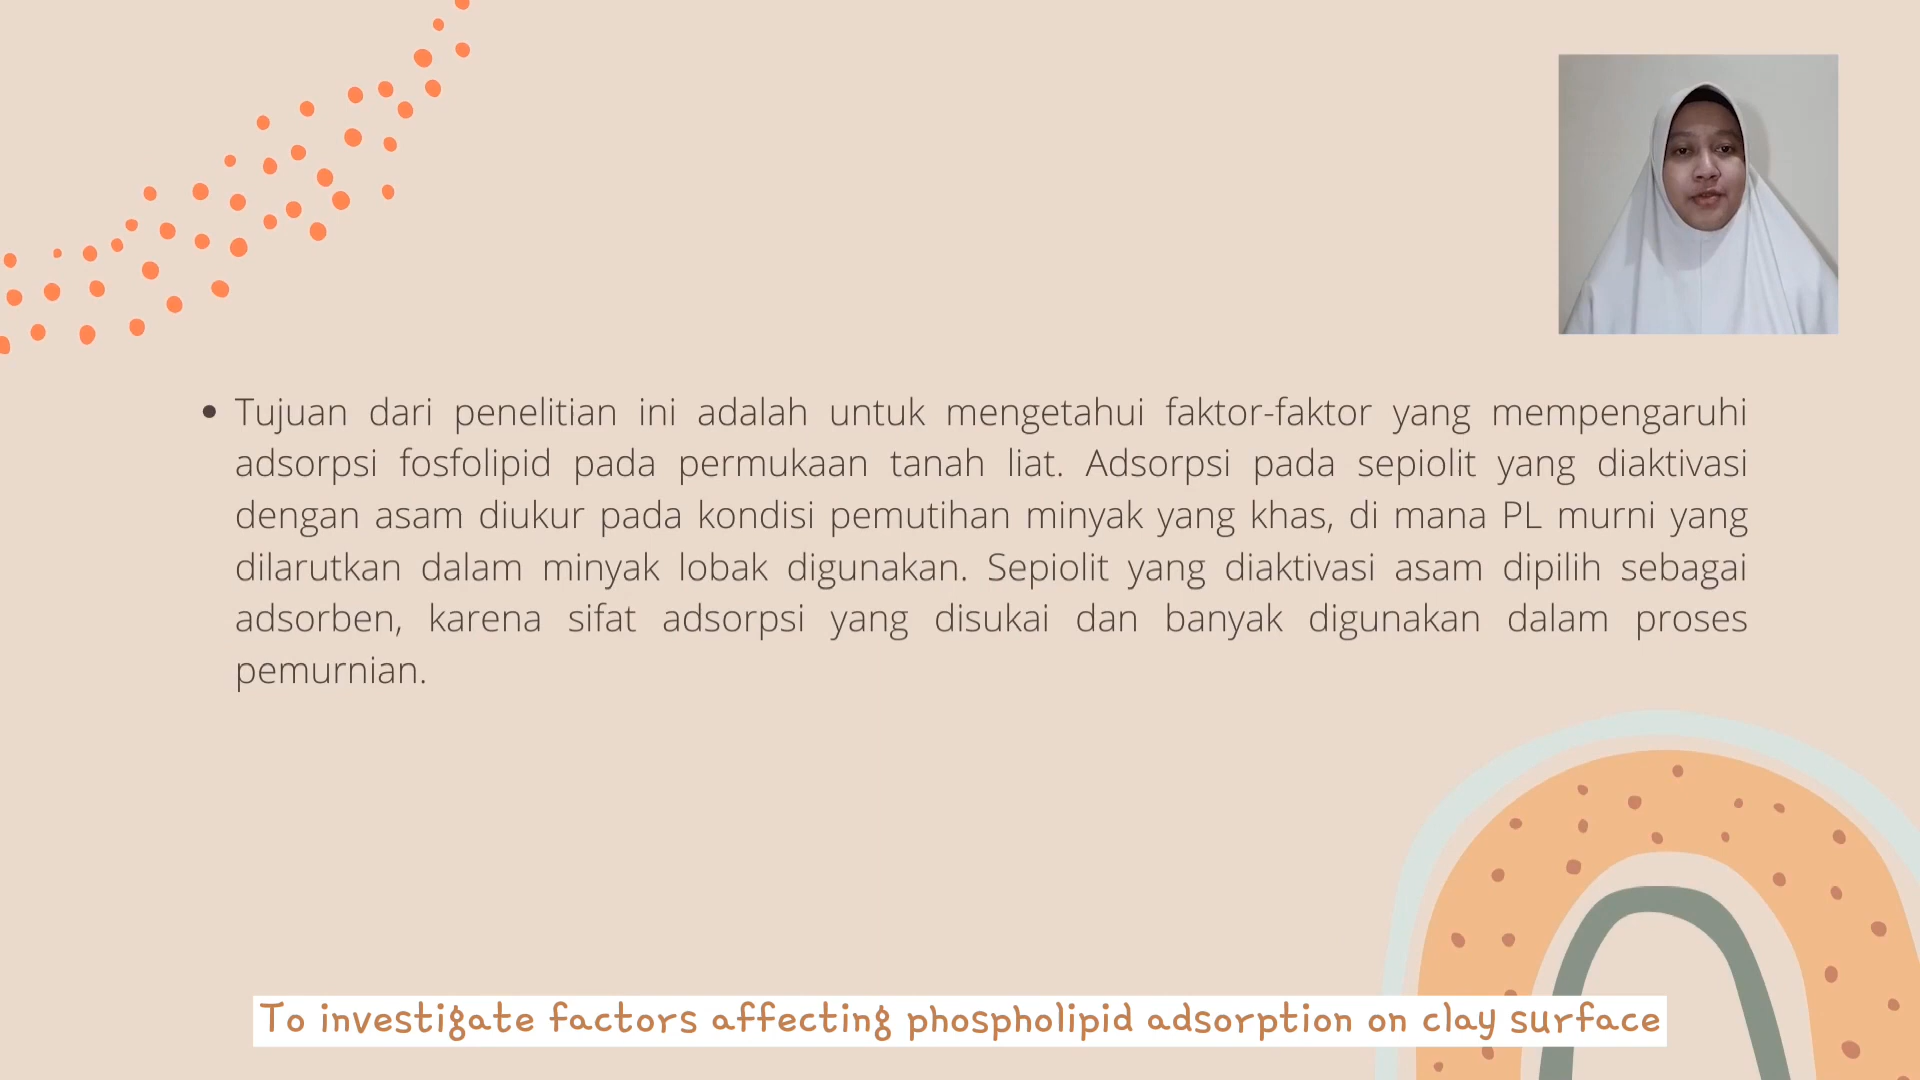 • Tujuan dari penelitian ini adalah untuk mengetahui faktor-faktor yang mempengaruhi
adsorpsi fosfolipid pada permukaan tanah liat. Adsorpsi pada sepiolit yang diaktivasi
dengan asam diukur pada kondisi pemutihan minyak yang khas, di mana PL murni yang
dilarutkan dalam minyak lobak digunakan. Sepiolit yang diaktivasi asam dipilih sebagai
adsorben, karena sifat adsorpsi yang disukai dan banyak digunakan dalam proses
pemurnian.
To investigate factors affecting phospholipid adsorption on clay surface